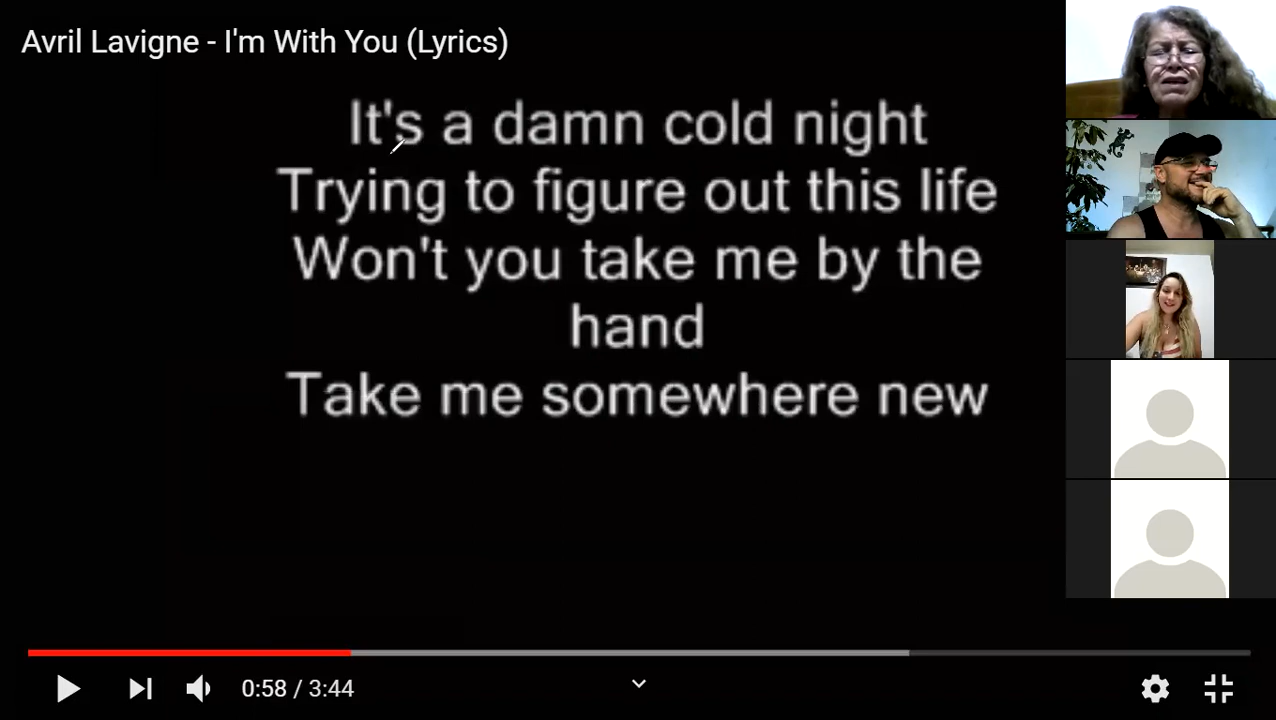 Avril Lavigne - I'm With You (Lyrics)
It's a damn cold night
Trying to figure out this life
Won't you take me by the
hand
Take me somewhere new
0:58 / 3:44